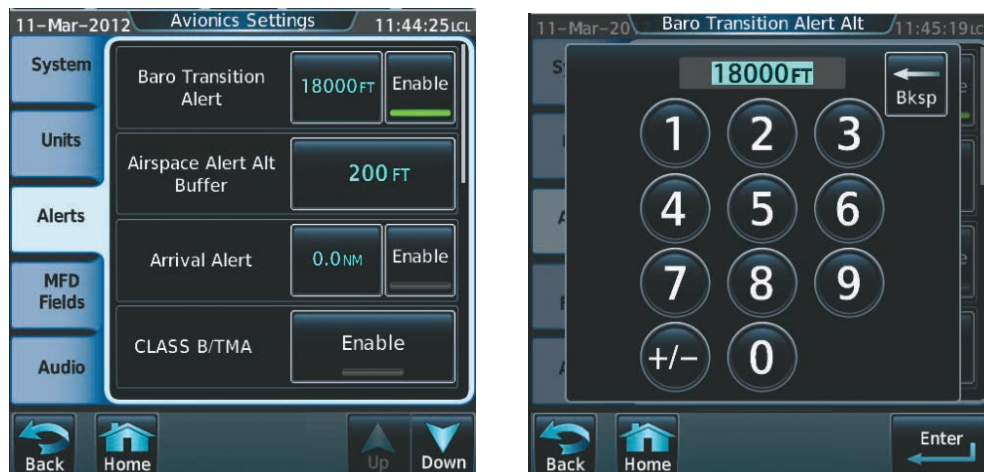 11–Mar–2012
Avionics Settings
11:44:25LCL
System
Units
Alerts
MFD
Fields
Audio
Baro Transition
Alert
18000FT
Enable
Airspace Alert Alt
Buffer
200 FT
Arrival Alert
0.0NM
Enable
CLASS B/TMA
Enable
Back
Home
Up
Down
11–Mar–20
Baro Transition Alert Alt
11:45:19
18000FT
Bksp
1 2 3
4 5 6
7 8 9
+/– 0
Back
Home
Enter